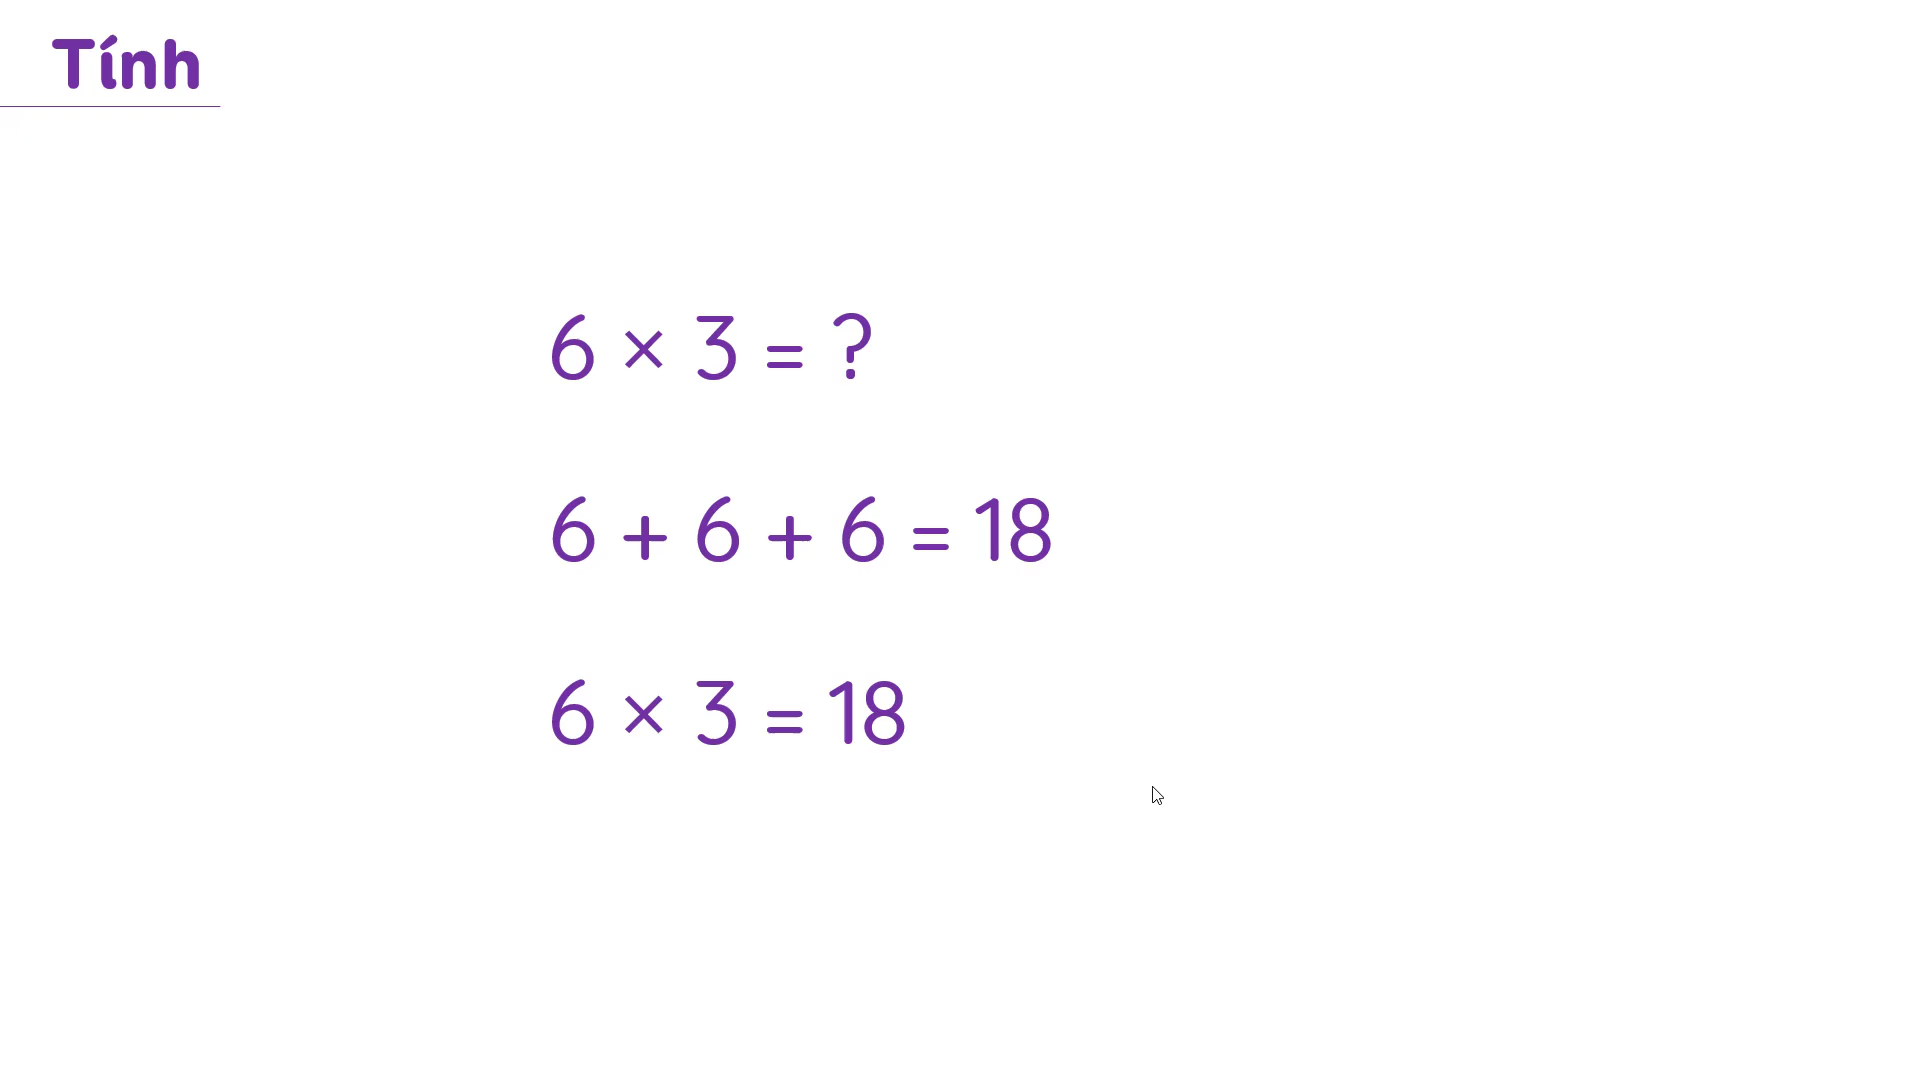 Tính
6 × 3 = ?
6 + 6 + 6 = 18
6 × 3 = 18